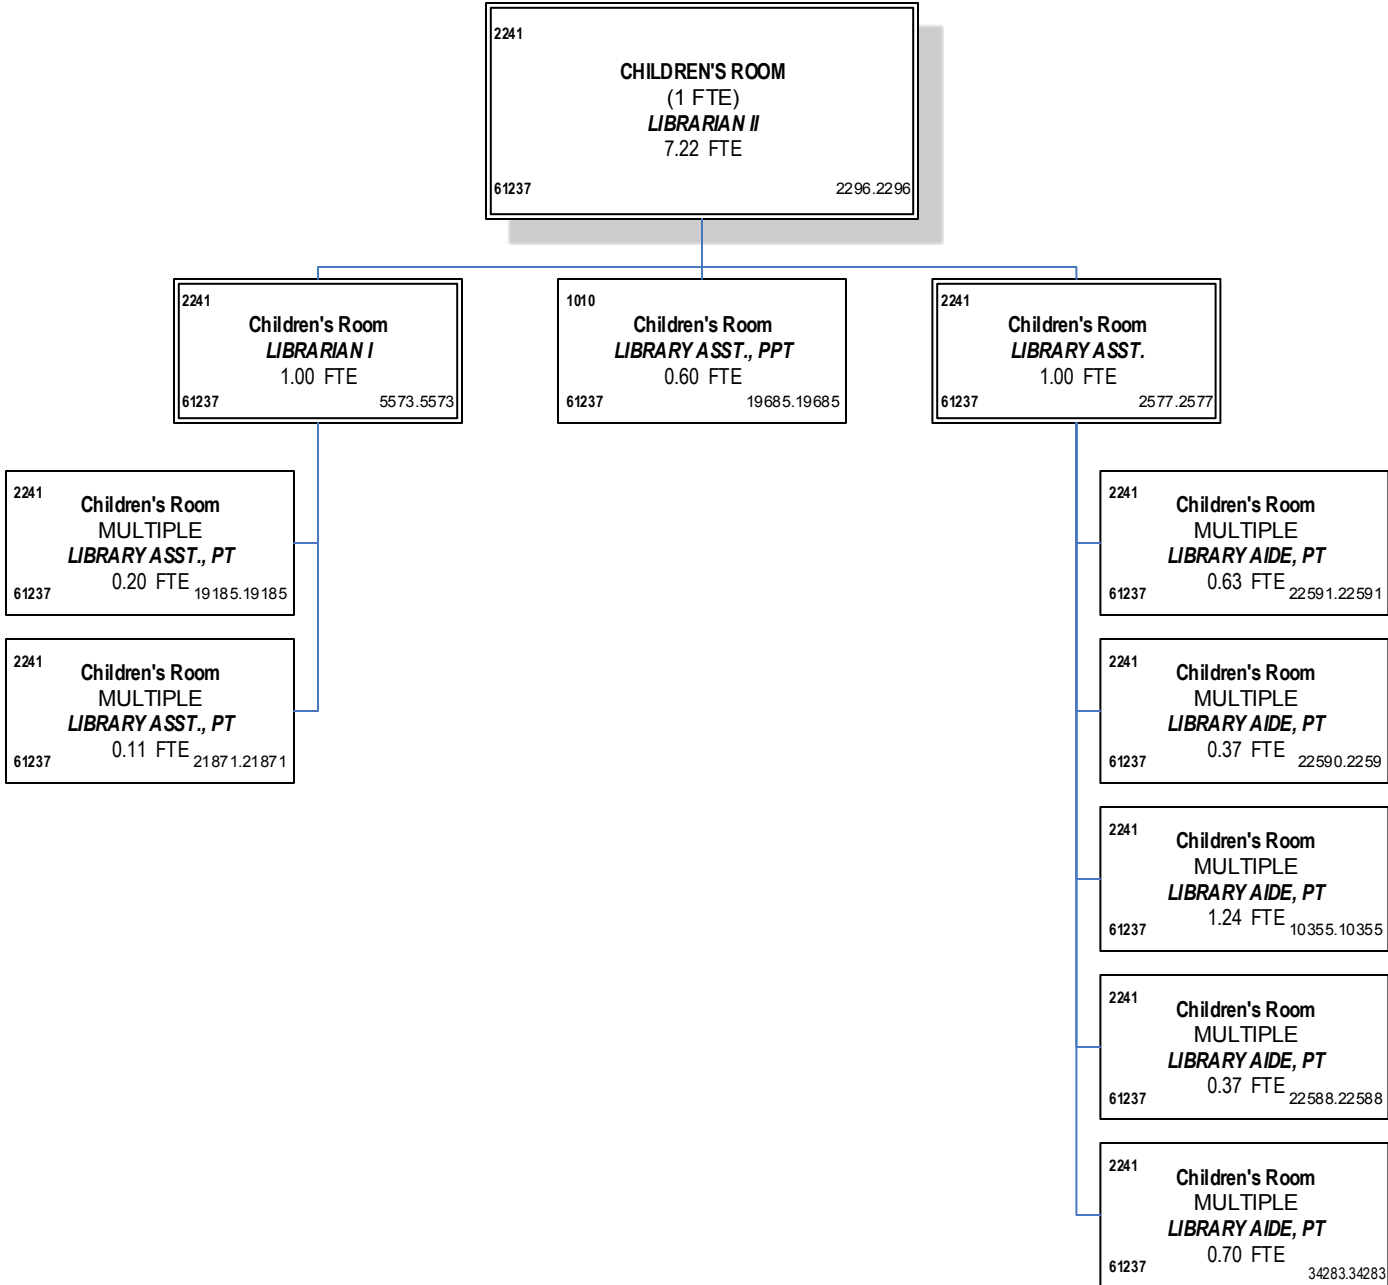 2241
CHILDREN'S ROOM
(1 FTE)
LIBRARIAN II
7.22 FTE
61237 2296.2296
2241
Children's Room
LIBRARIAN I
1.00 FTE
61237 5573.5573
1010
Children's Room
LIBRARY ASST., PPT
0.60 FTE
61237 19685.19685
2241
Children's Room
LIBRARY ASST.
1.00 FTE
61237 2577.2577
2241
Children's Room
MULTIPLE
LIBRARY ASST., PT
0.20 FTE
61237 19185.19185
2241
Children's Room
MULTIPLE
LIBRARY ASST., PT
0.11 FTE
61237 21871.21871
2241
Children's Room
MULTIPLE
LIBRARY AIDE, PT
0.63 FTE
61237 22591.22591
2241
Children's Room
MULTIPLE
LIBRARY AIDE, PT
0.37 FTE
61237 22590.2259
2241
Children's Room
MULTIPLE
LIBRARY AIDE, PT
1.24 FTE
61237 10355.10355
2241
Children's Room
MULTIPLE
LIBRARY AIDE, PT
0.37 FTE
61237 22588.22588
2241
Children's Room
MULTIPLE
LIBRARY AIDE, PT
0.70 FTE
61237 34283.34283